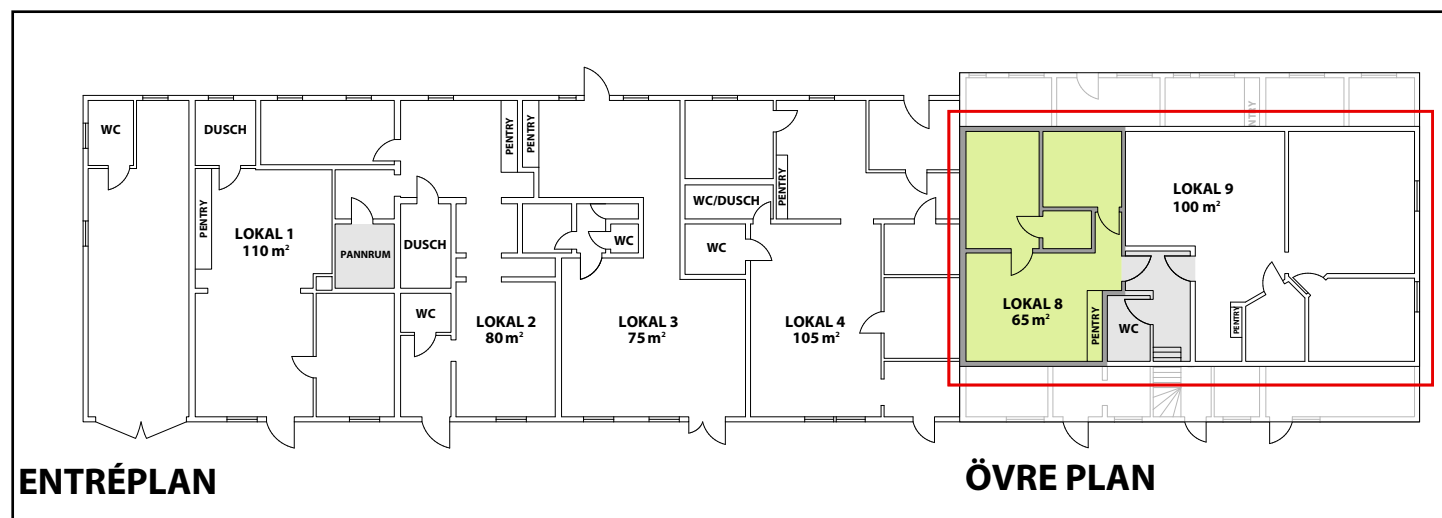 WC
DUSCH
PENTRY
LOKAL 1
110 m²
PANNRUM
DUSCH
WC
PENTRY
LOKAL 2
80 m²
PENTRY
WC
LOKAL 3
75 m²
WC/DUSCH
WC
PENTRY
LOKAL 4
105 m²
LOKAL 8
65 m²
PENTRY
WC
PENTRY
LOKAL 9
100 m²
PENTRY
ENTRÉPLAN
ÖVRE PLAN